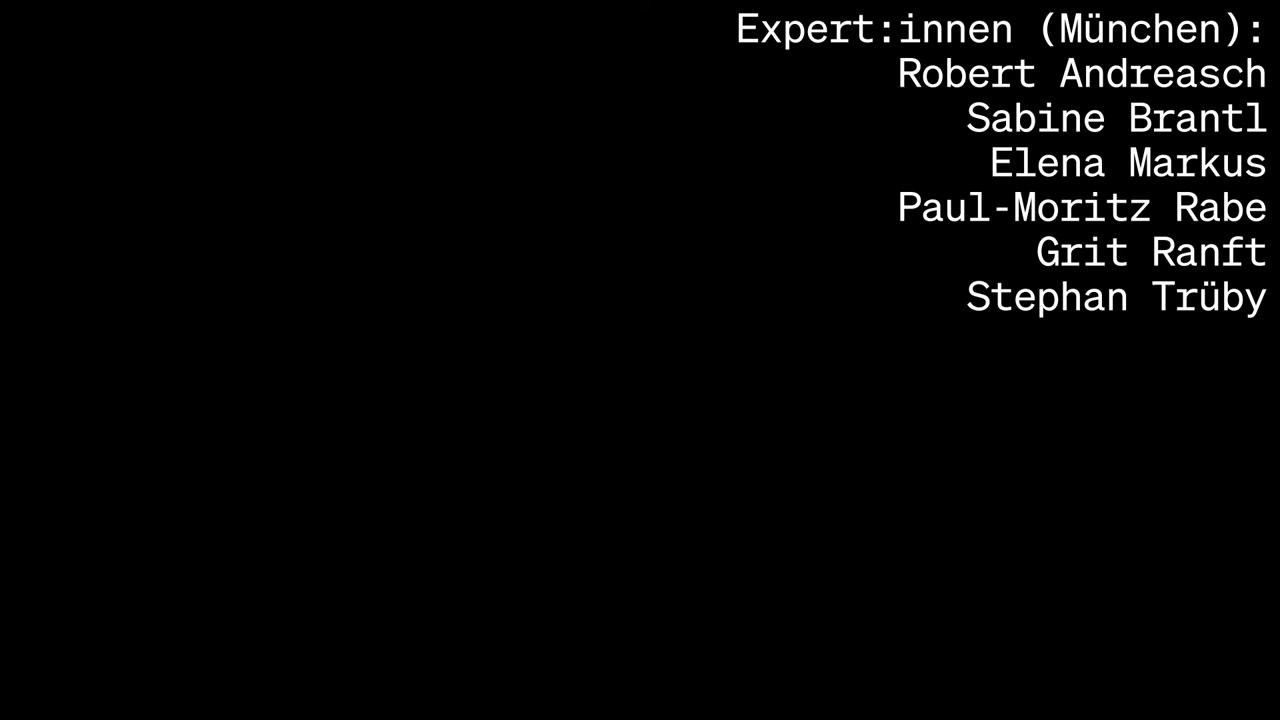 Expert:innen (München):
Robert Andreasch
Sabine Brantl
Elena Markus
Paul-Moritz Rabe
Grit Ranft
Stephan Trüby